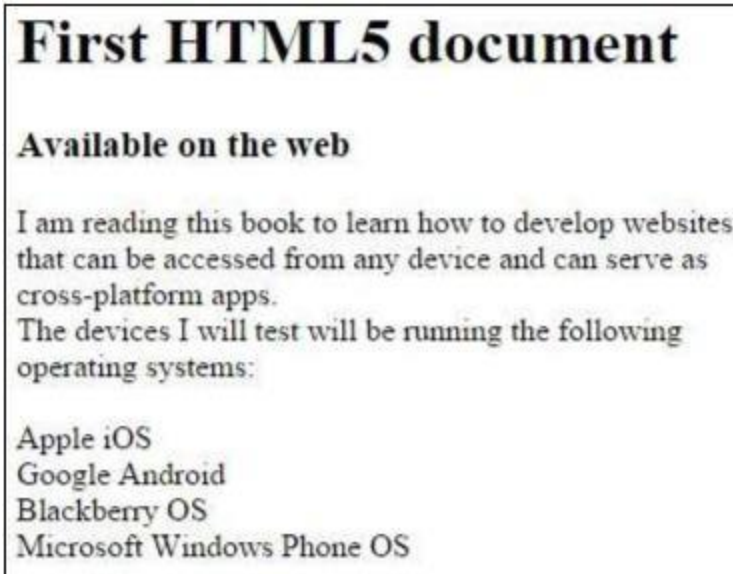 First HTML5 document
Available on the web
I am reading this book to learn how to develop websites
that can be accessed from any device and can serve as
cross-platform apps.
The devices I will test will be running the following
operating systems:
Apple iOS
Google Android
Blackberry OS
Microsoft Windows Phone OS